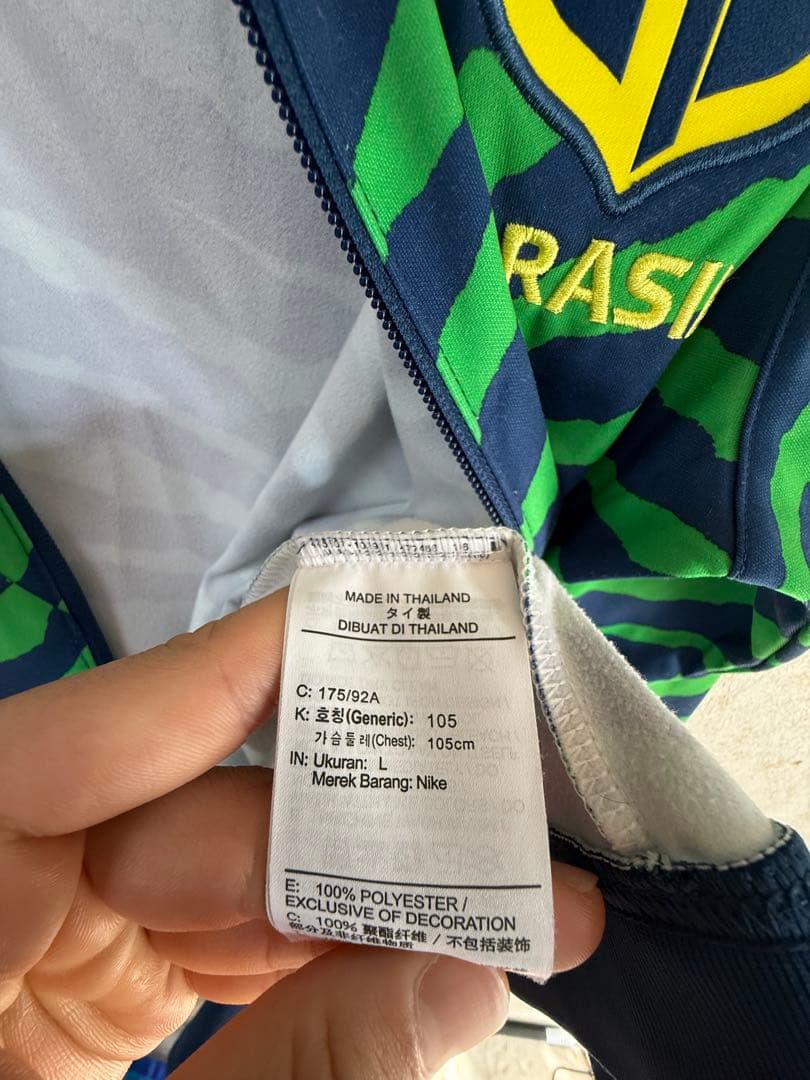 RASI
MADE IN THAILAND
タイ製
DIBUAT DI THAILAND
C: 175/92A
K: 호칭(Generic): 105
가슴둘레(Chest): 105cm
IN: Ukuran: L
Merek Barang: Nike
E: 100% POLYESTER /
EXCLUSIVE OF DECORATION
C: 100% 聚酯纤维 / 不包括装饰
部分及非纤维物质